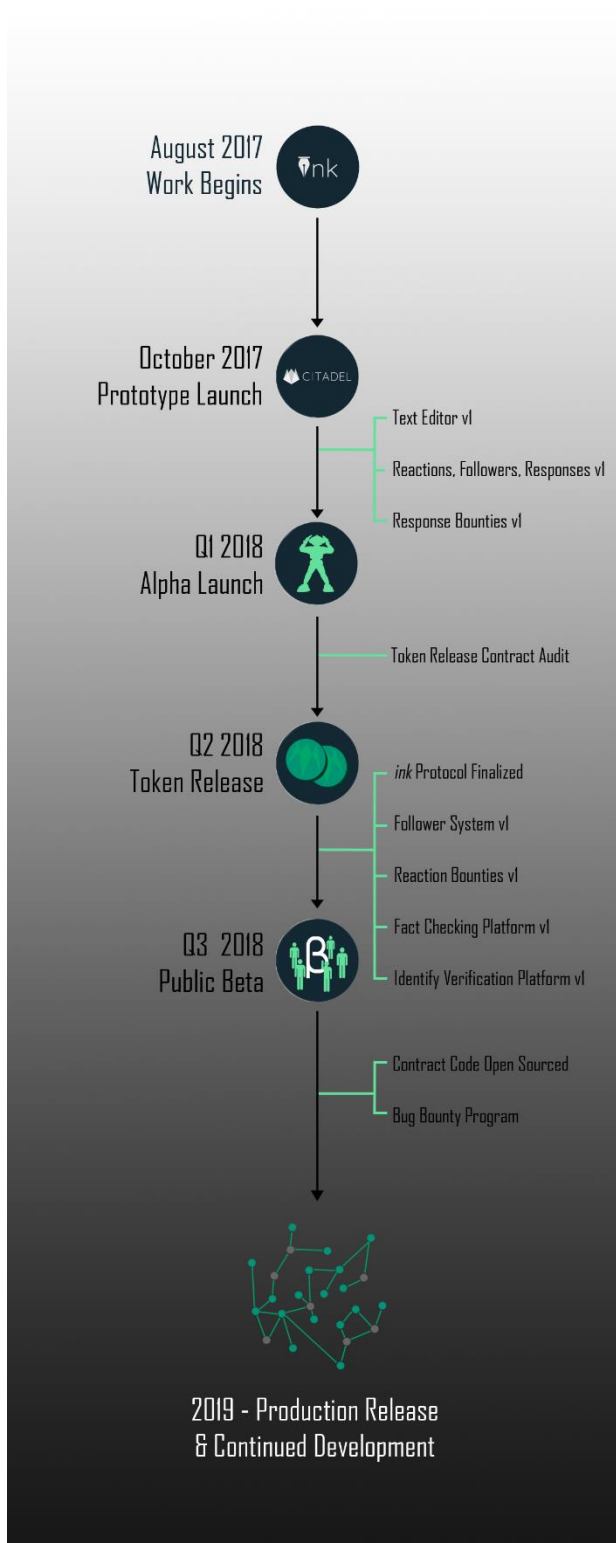 August 2017
Work Begins
ink
October 2017
Prototype Launch
CITADEL
Text Editor v1
Reactions, Followers, Responses v1
Response Bounties v1
Q1 2018
Alpha Launch
Token Release Contract Audit
Q2 2018
Token Release
ink Protocol Finalized
Follower System v1
Reaction Bounties v1
Fact Checking Platform v1
Identify Verification Platform v1
Q3 2018
Public Beta
β
Contract Code Open Sourced
Bug Bounty Program
2019 - Production Release
& Continued Development